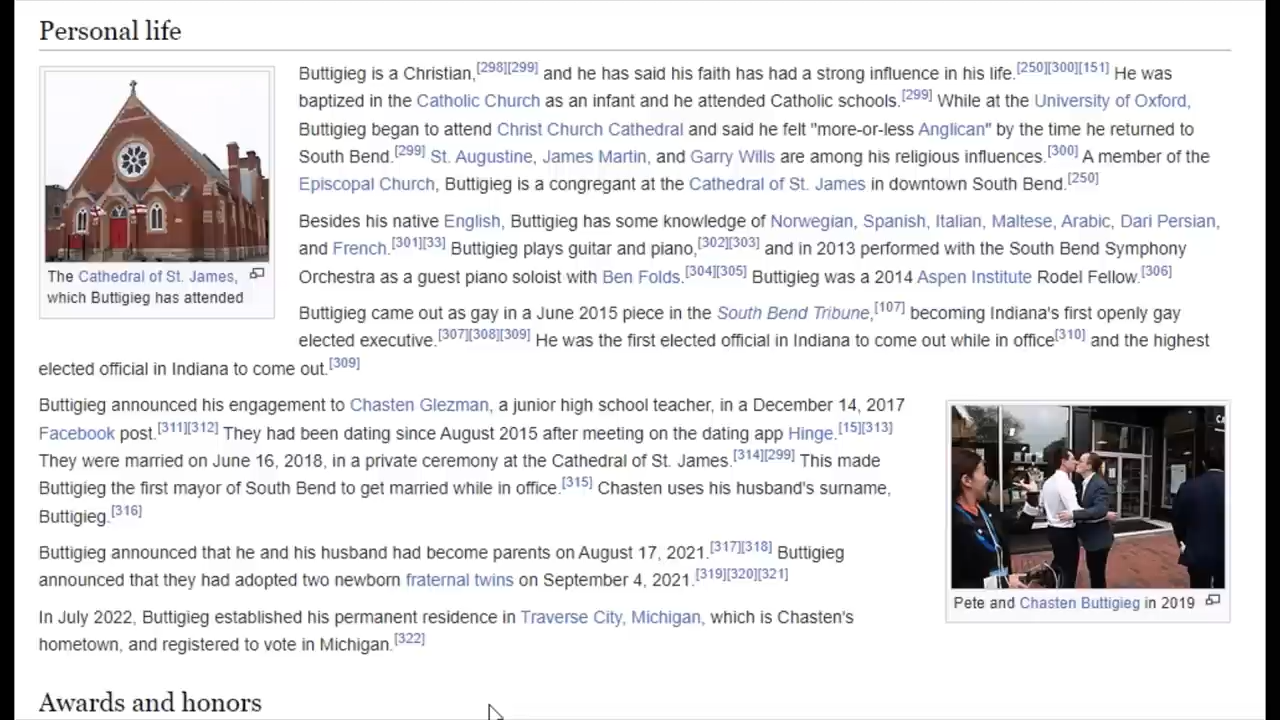 Personal life
Buttigieg is a Christian,[298][299] and he has said his faith has had a strong influence in his life.[250][300][151] He was
baptized in the Catholic Church as an infant and he attended Catholic schools.[299] While at the University of Oxford,
Buttigieg began to attend Christ Church Cathedral and said he felt "more-or-less Anglican" by the time he returned to
South Bend.[299] St. Augustine, James Martin, and Garry Wills are among his religious influences.[300] A member of the
Episcopal Church, Buttigieg is a congregant at the Cathedral of St. James in downtown South Bend.[250]
The Cathedral of St. James,
which Buttigieg has attended
Besides his native English, Buttigieg has some knowledge of Norwegian, Spanish, Italian, Maltese, Arabic, Dari Persian,
and French.[301][33] Buttigieg plays guitar and piano,[302][303] and in 2013 performed with the South Bend Symphony
Orchestra as a guest piano soloist with Ben Folds.[304][305] Buttigieg was a 2014 Aspen Institute Rodel Fellow.[306]
Buttigieg came out as gay in a June 2015 piece in the South Bend Tribune,[107] becoming Indiana's first openly gay
elected executive.[307][308][309] He was the first elected official in Indiana to come out while in office[310] and the highest
elected official in Indiana to come out.[309]
Buttigieg announced his engagement to Chasten Glezman, a junior high school teacher, in a December 14, 2017
Facebook post.[311][312] They had been dating since August 2015 after meeting on the dating app Hinge.[15][313]
They were married on June 16, 2018, in a private ceremony at the Cathedral of St. James.[314][299] This made
Buttigieg the first mayor of South Bend to get married while in office.[315] Chasten uses his husband's surname,
Buttigieg.[316]
Buttigieg announced that he and his husband had become parents on August 17, 2021.[317][318] Buttigieg
announced that they had adopted two newborn fraternal twins on September 4, 2021.[319][320][321]
Pete and Chasten Buttigieg in 2019
In July 2022, Buttigieg established his permanent residence in Traverse City, Michigan, which is Chasten's
hometown, and registered to vote in Michigan.[322]
Awards and honors